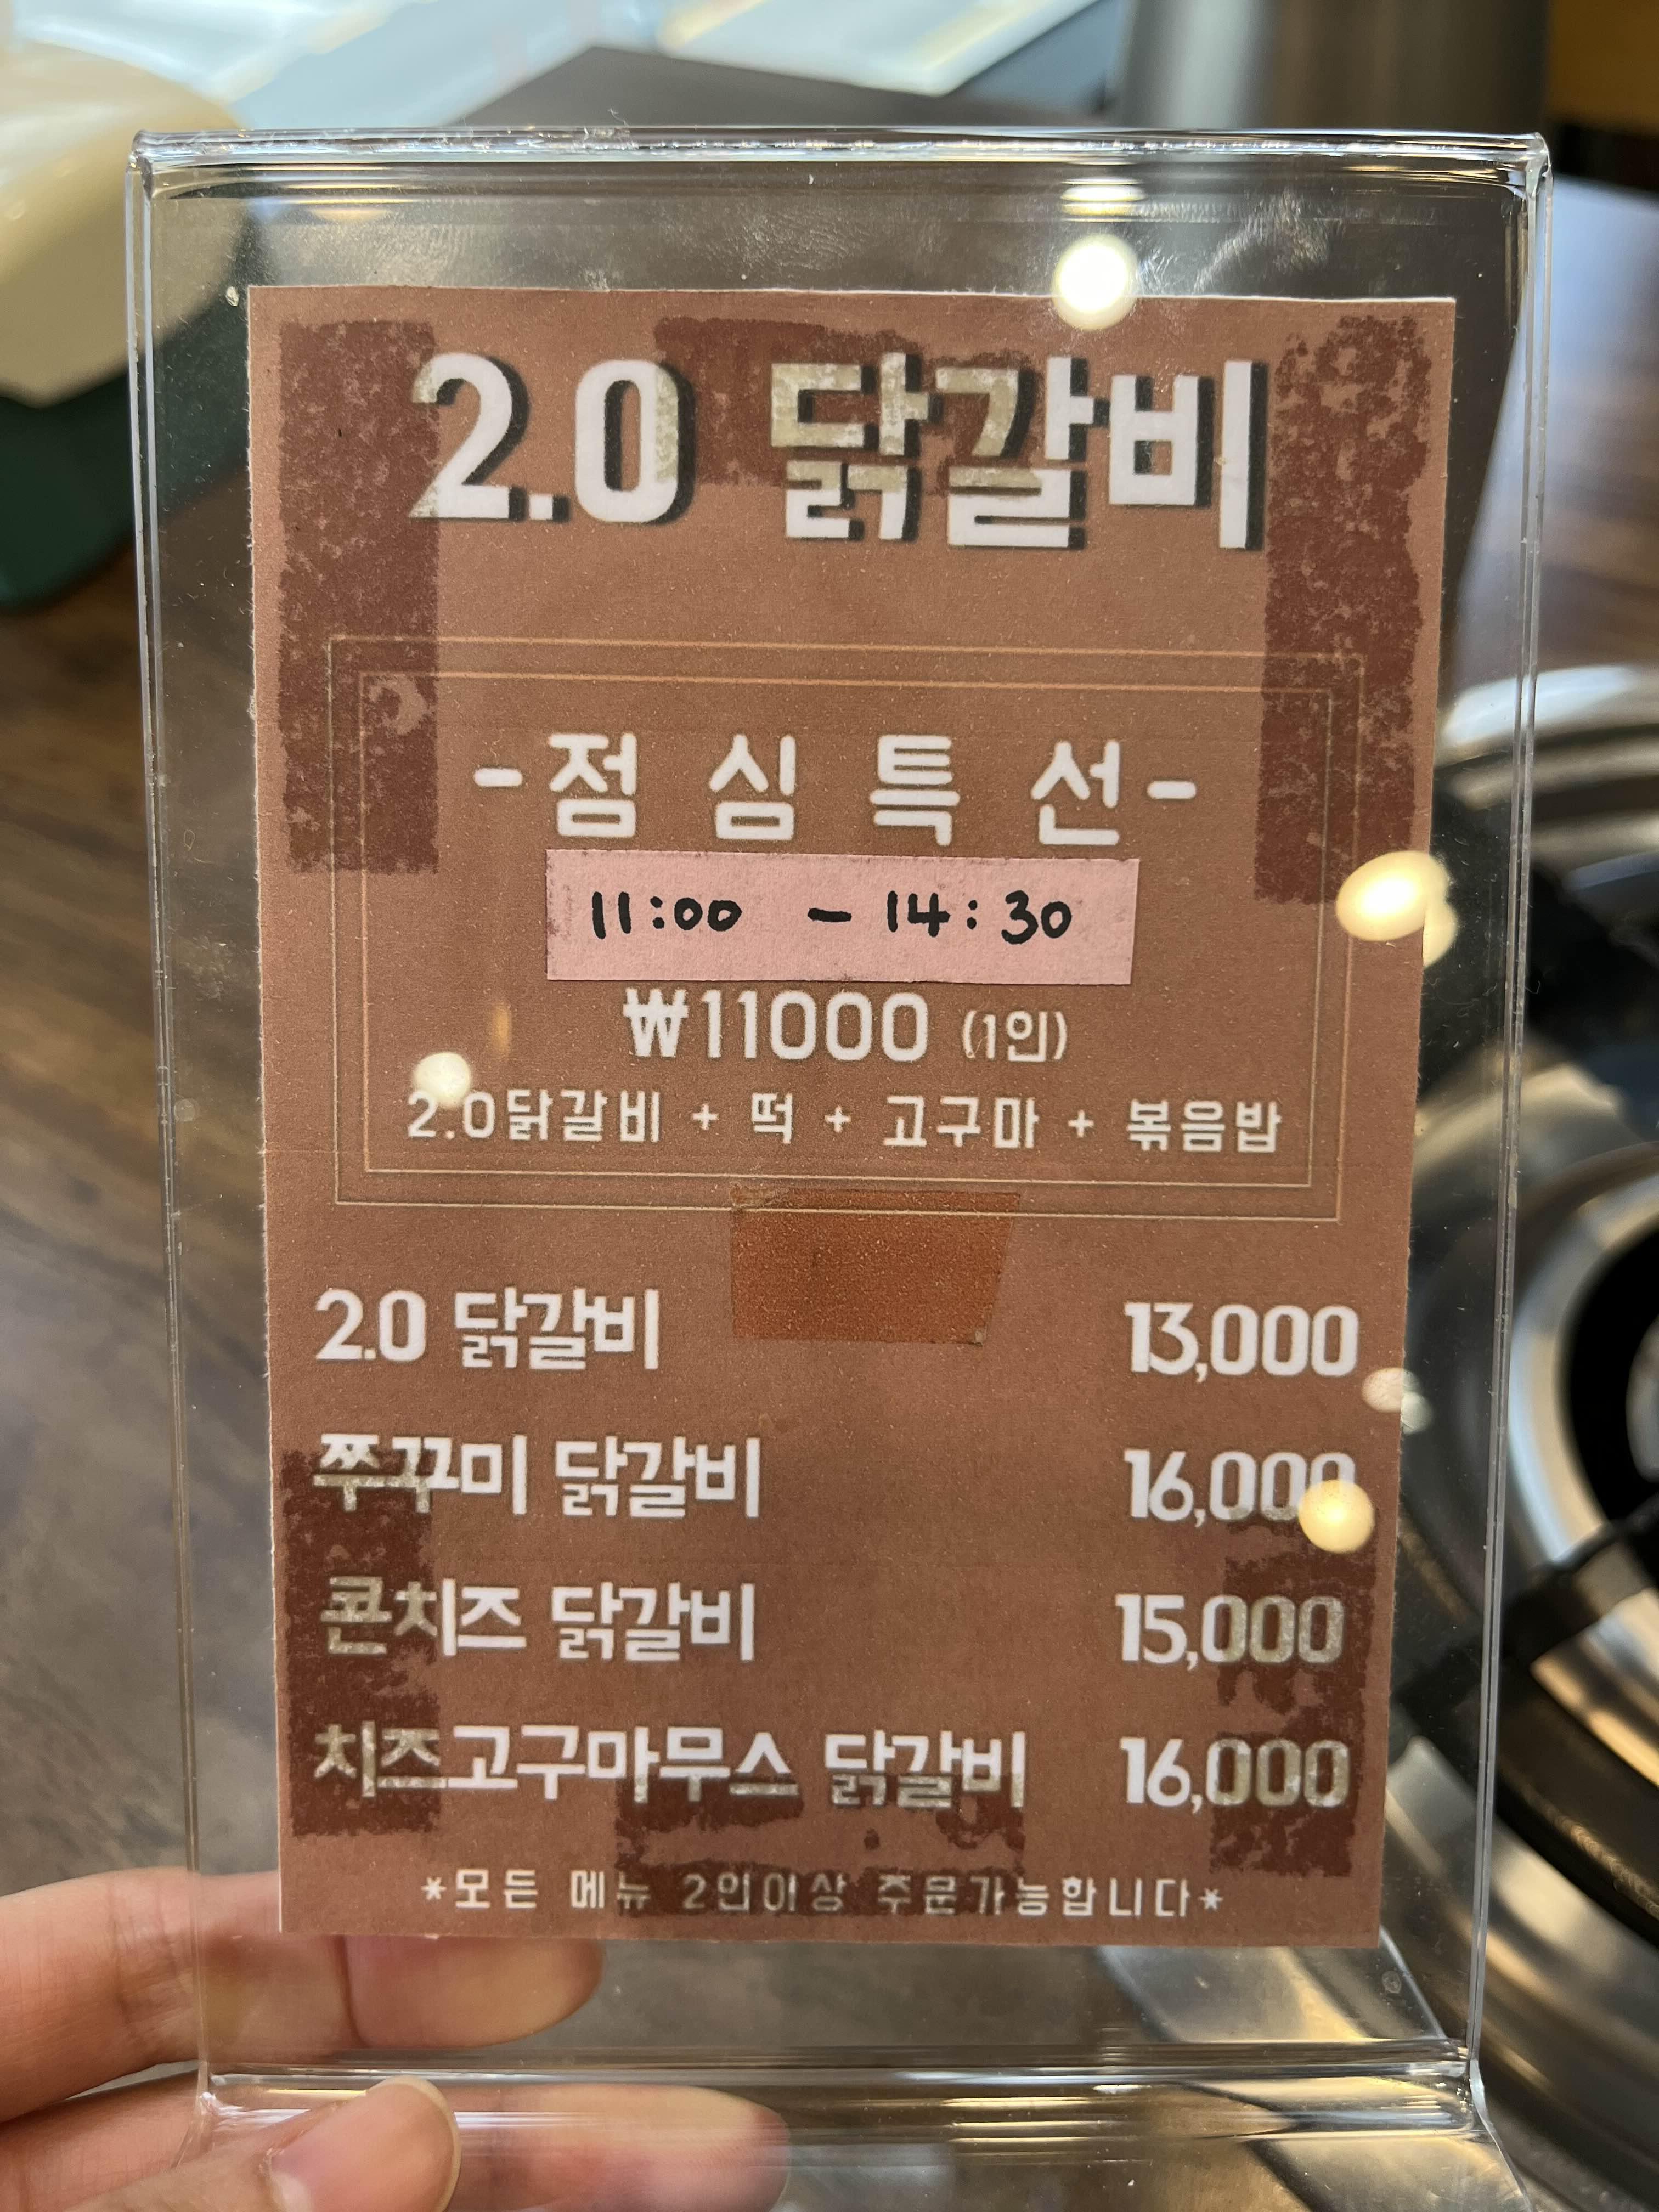 2.0 닭갈비
-점 심 특 선-
11:00 - 14:30
₩11000 (1인)
2.0닭갈비 + 떡 + 고구마 + 볶음밥
2.0 닭갈비 13,000
쭈꾸미 닭갈비 16,000
콘치즈 닭갈비 15,000
치즈고구마무스 닭갈비 16,000
*모든 메뉴 2인이상 주문가능합니다*